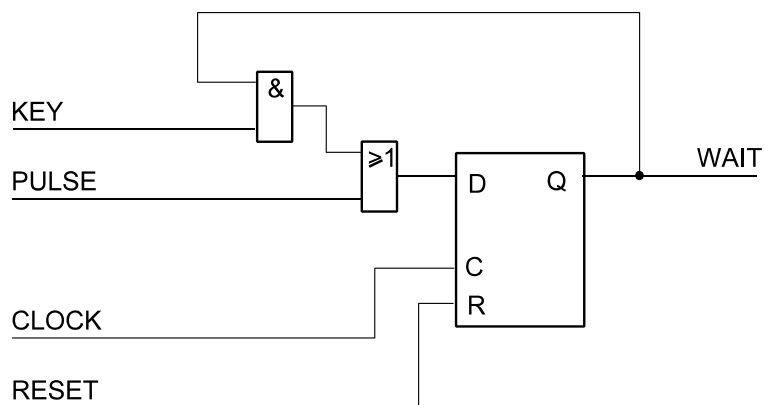 &
KEY
≥1
WAIT
PULSE
D Q
C
CLOCK
R
RESET